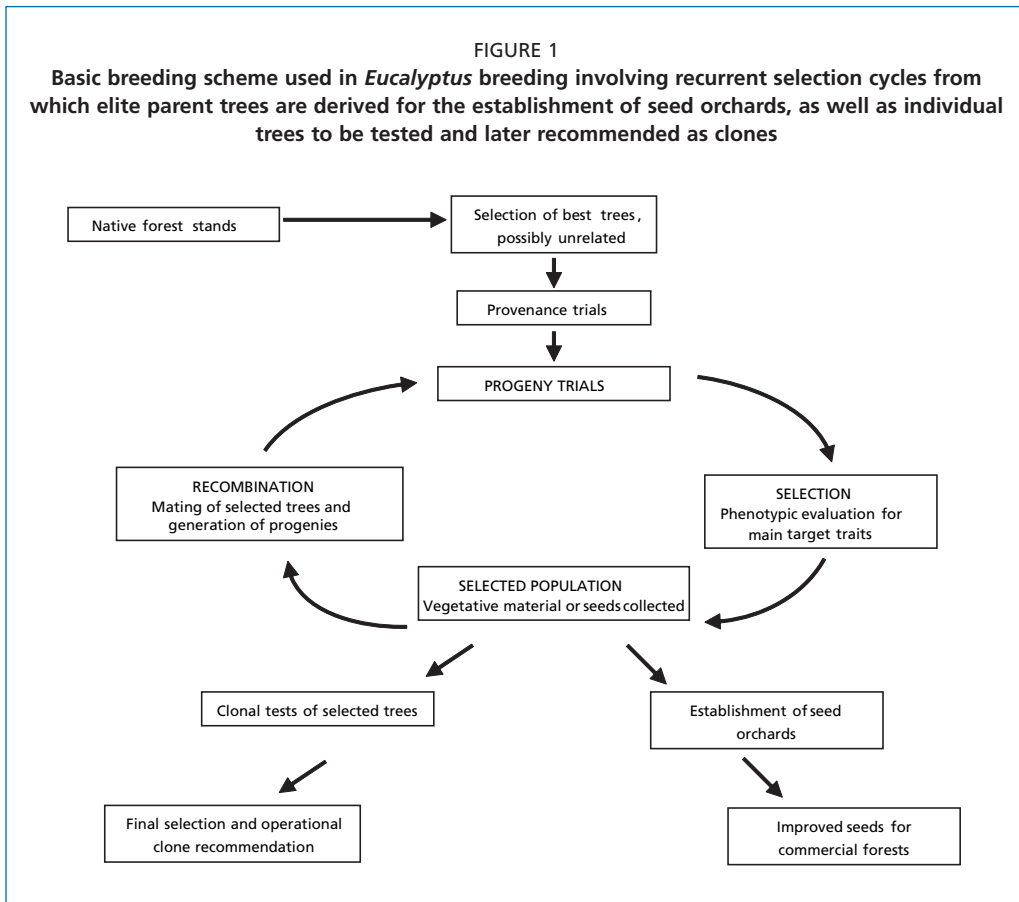 FIGURE 1
Basic breeding scheme used in Eucalyptus breeding involving recurrent selection cycles from
which elite parent trees are derived for the establishment of seed orchards, as well as individual
trees to be tested and later recommended as clones
Native forest stands
Selection of best trees,
possibly unrelated
Provenance trials
PROGENY TRIALS
RECOMBINATION
Mating of selected trees and
generation of progenies
SELECTION
Phenotypic evaluation for
main target traits
SELECTED POPULATION
Vegetative material or seeds collected
Clonal tests of selected trees
Establishment of seed
orchards
Final selection and operational
clone recommendation
Improved seeds for
commercial forests